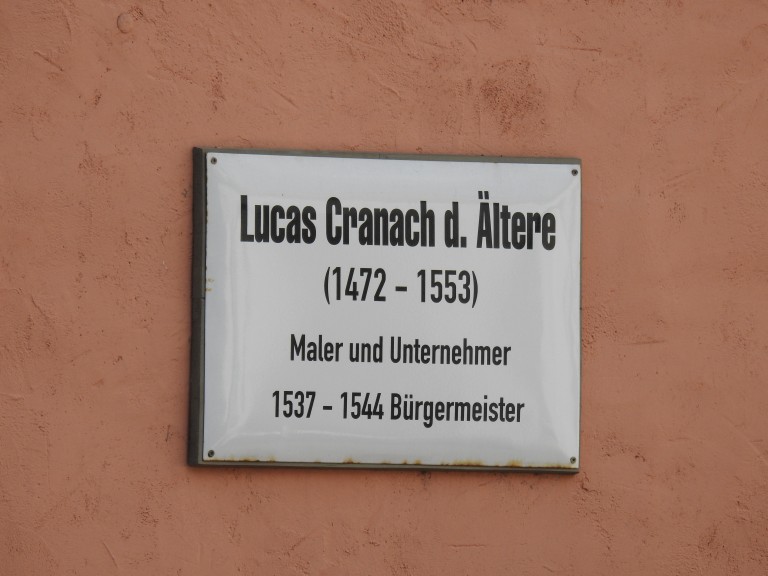 Lucas Cranach d. Ältere
(1472 – 1553)
Maler und Unternehmer
1537 – 1544 Bürgermeister